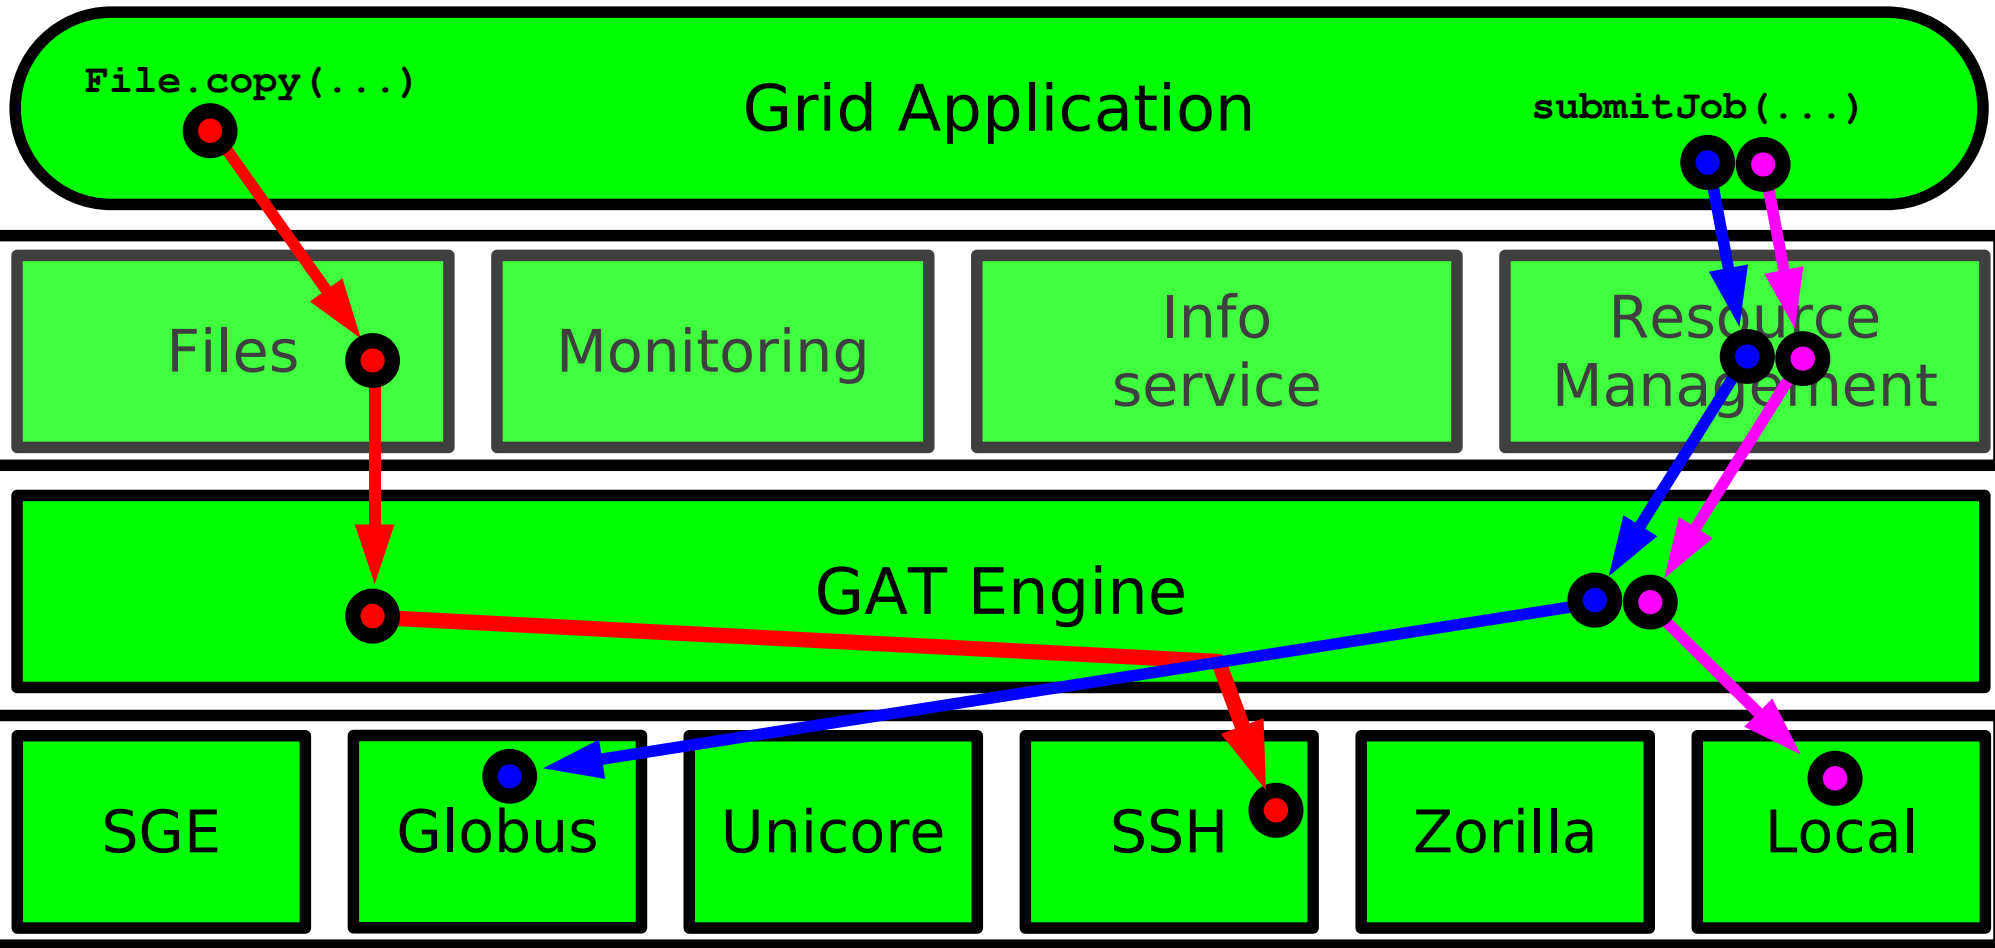 File.copy(...)
Grid Application
submitJob(...)
Files
Monitoring
Info
service
Resource
Management
GAT Engine
SGE
Globus
Unicore
SSH
Zorilla
Local